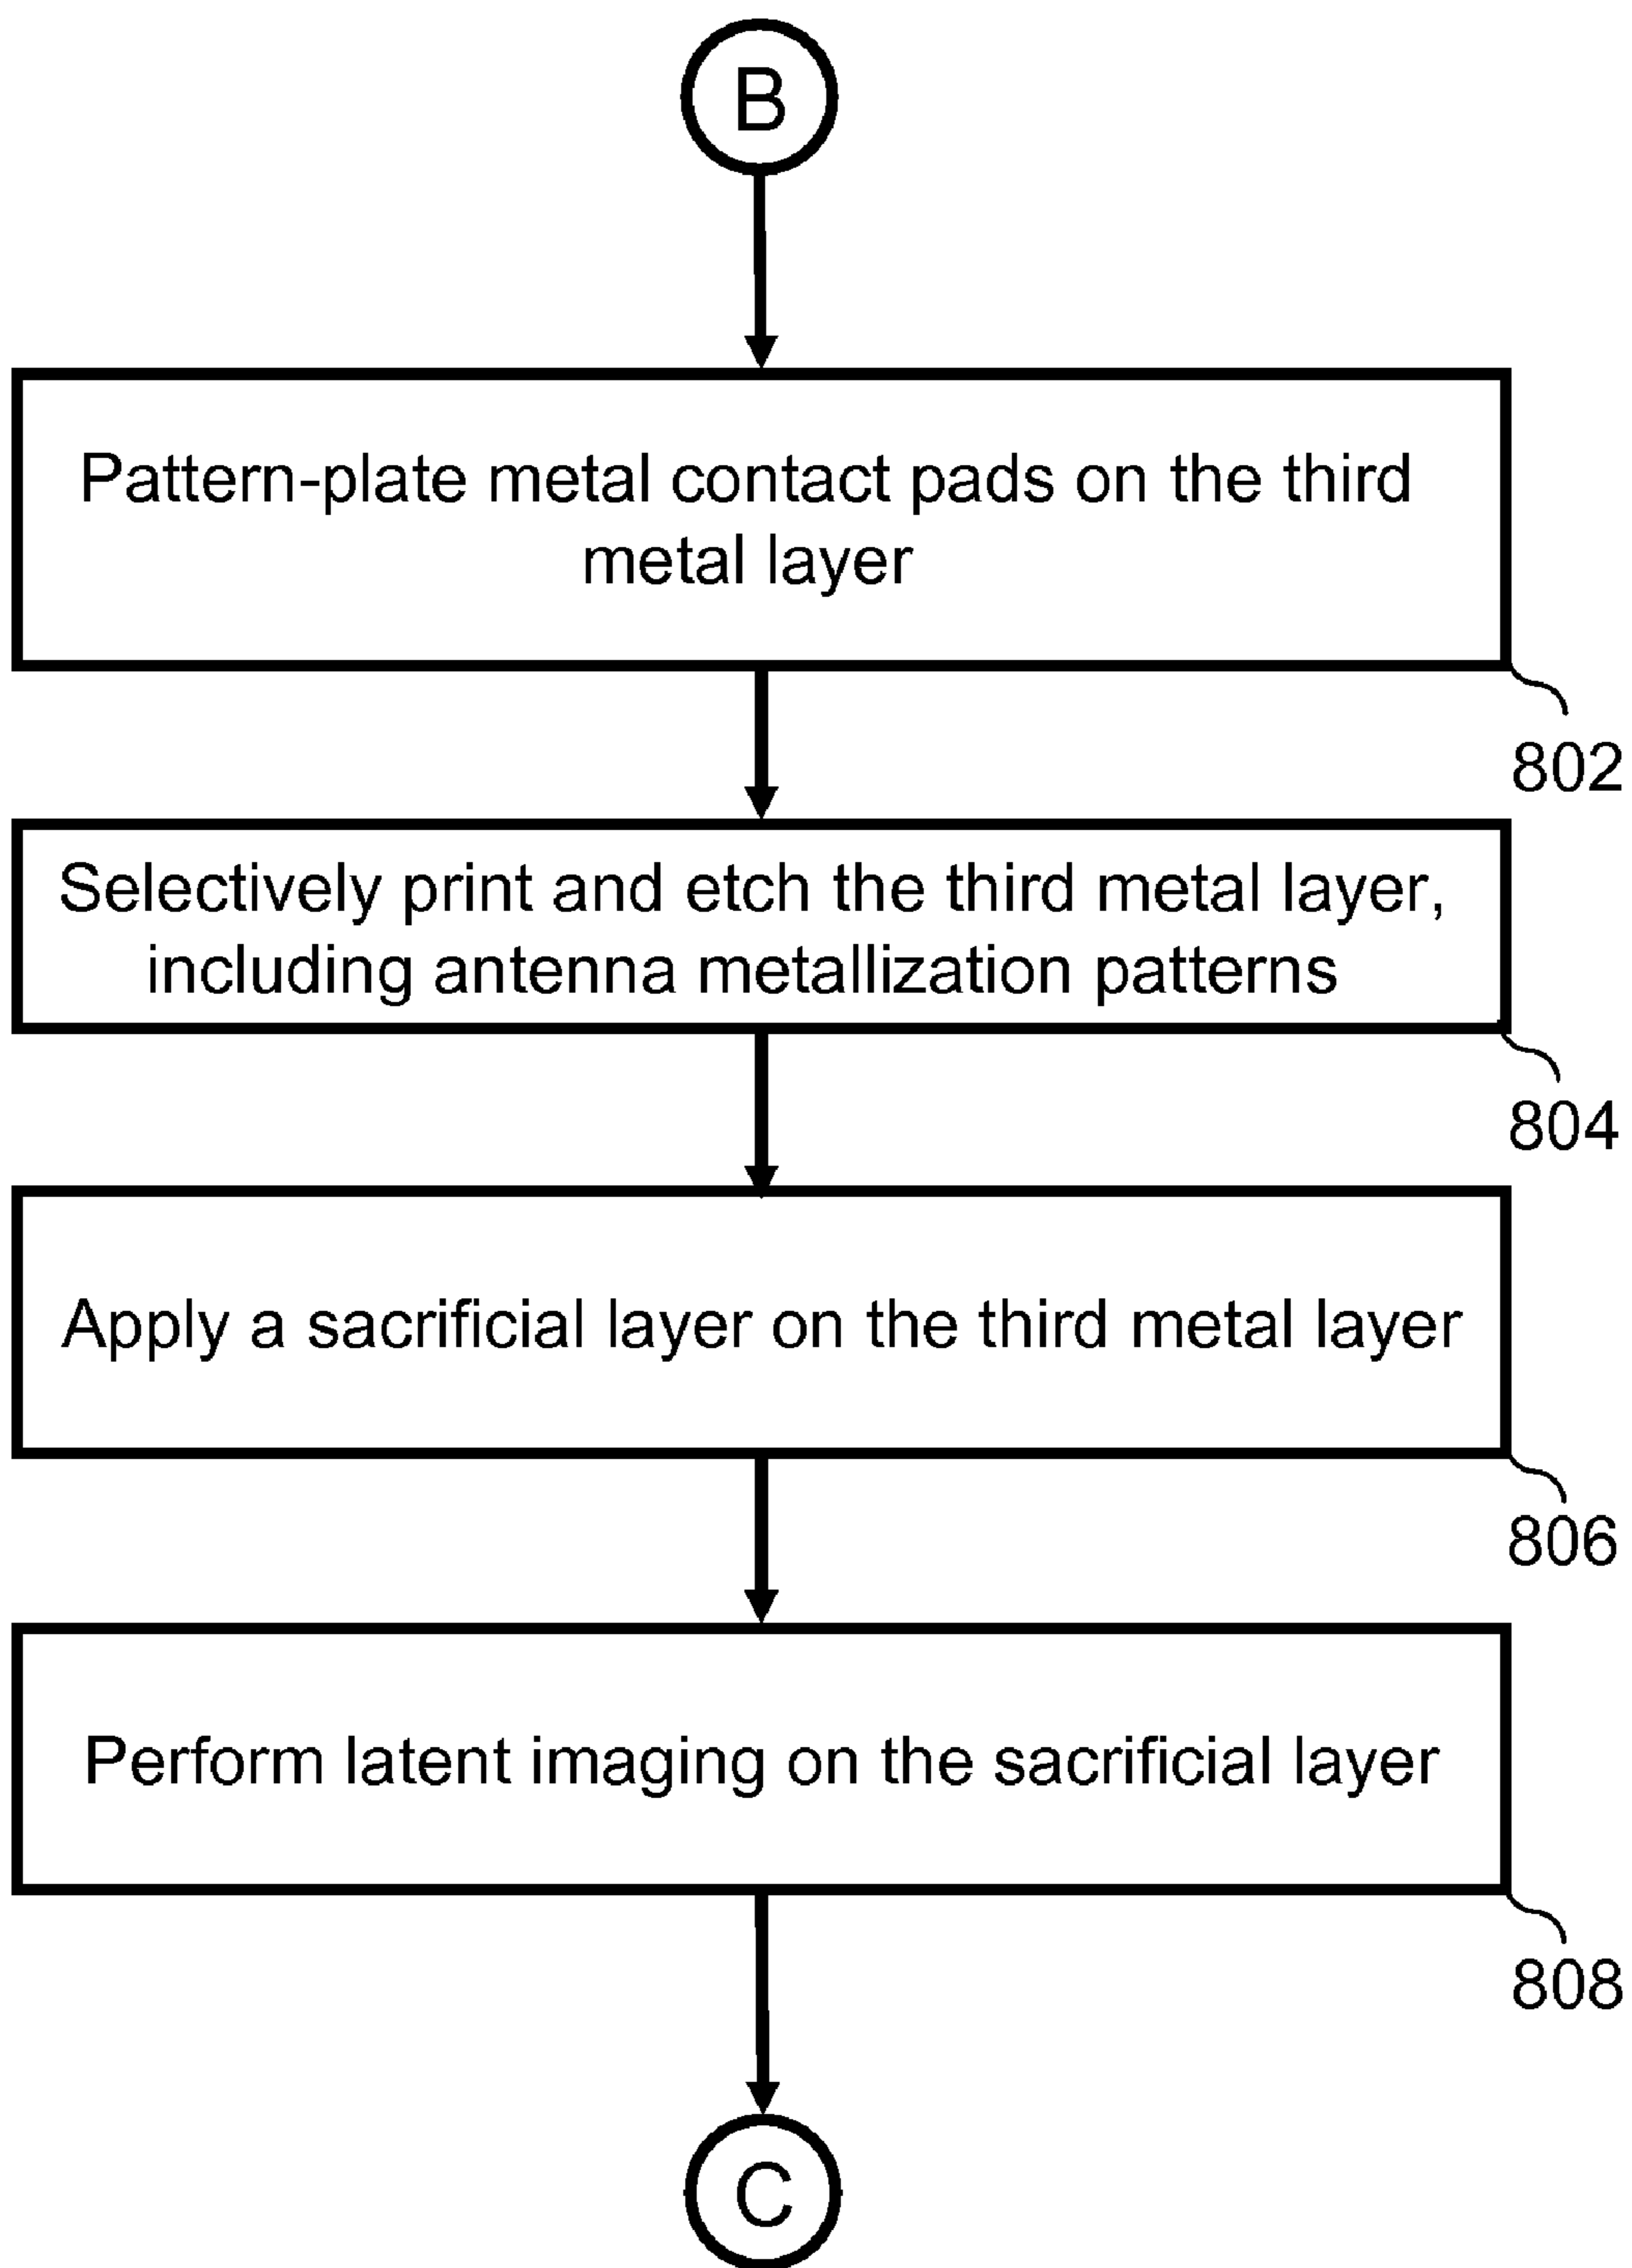 B
Pattern-plate metal contact pads on the third
metal layer
802
Selectively print and etch the third metal layer,
including antenna metallization patterns
804
Apply a sacrificial layer on the third metal layer
806
Perform latent imaging on the sacrificial layer
808
C